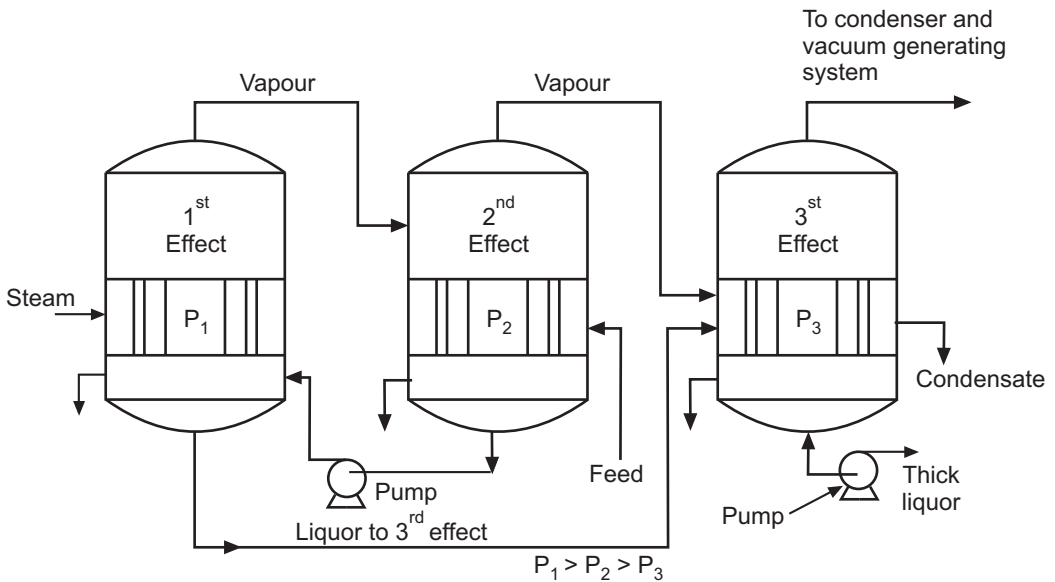 To condenser and
vacuum generating
system
Vapour
Vapour
1st
Effect
2nd
Effect
3st
Effect
Steam
P1
P2
P3
Condensate
Feed
Pump
Thick
liquor
Pump
Liquor to 3rd effect
P1 > P2 > P3